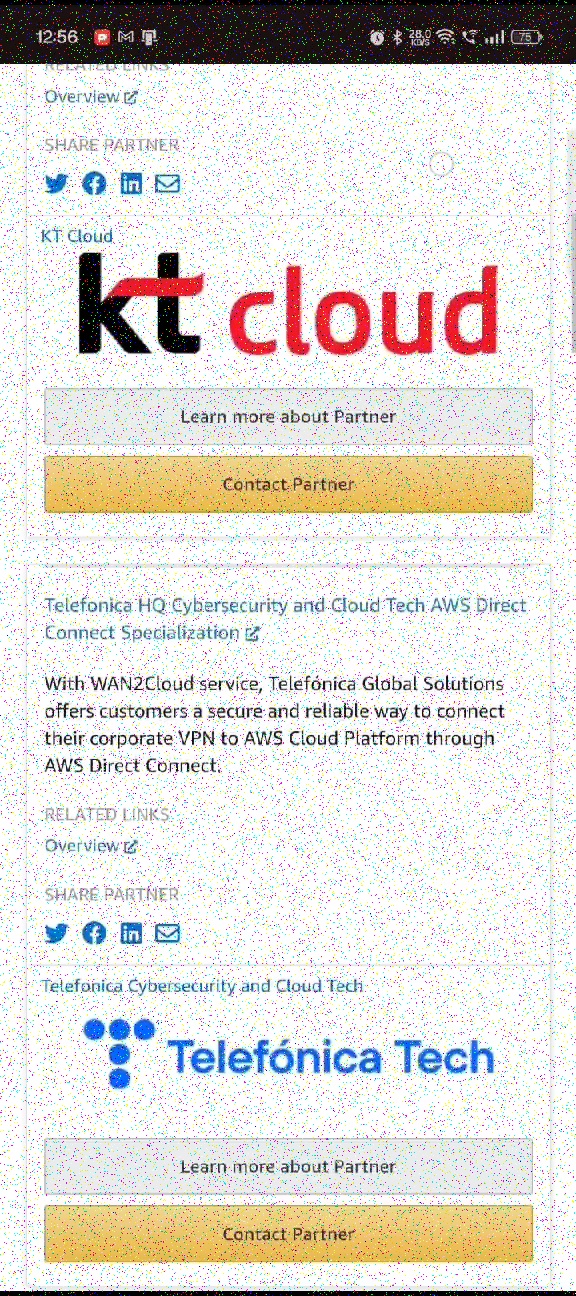 12:56 28.0 KB/S 75
RELATED LINKS
Overview
SHARE PARTNER
KT Cloud
kt cloud
Learn more about Partner
Contact Partner
Telefonica HQ Cybersecurity and Cloud Tech AWS Direct
Connect Specialization
With WAN2Cloud service, Telefónica Global Solutions
offers customers a secure and reliable way to connect
their corporate VPN to AWS Cloud Platform through
AWS Direct Connect.
RELATED LINKS
Overview
SHARE PARTNER
Telefonica Cybersecurity and Cloud Tech
Telefónica Tech
Learn more about Partner
Contact Partner